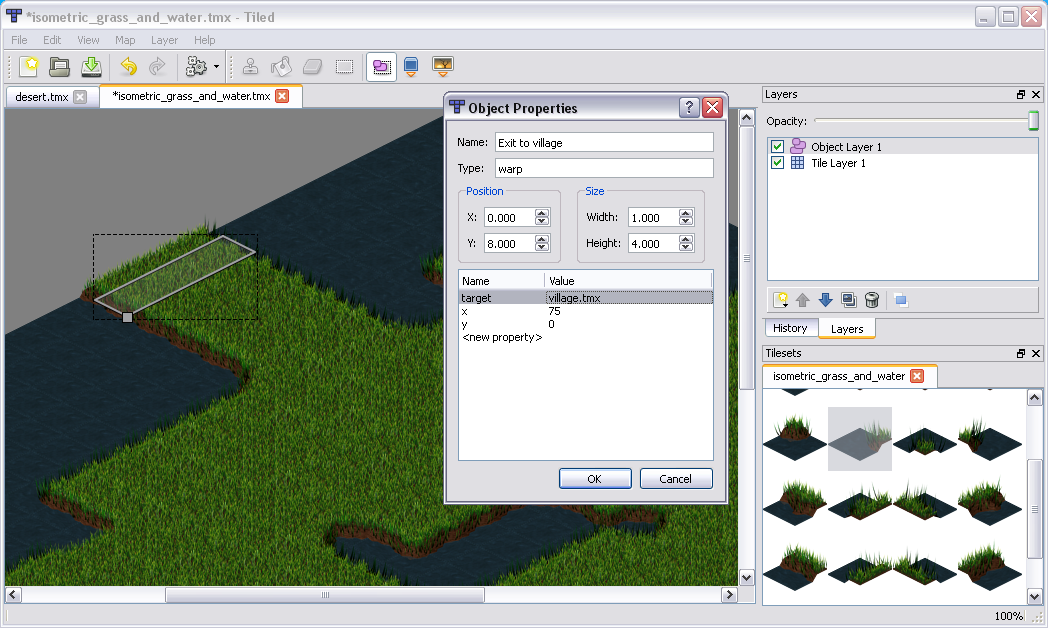 *isometric_grass_and_water.tmx - Tiled
File Edit View Map Layer Help
desert.tmx *isometric_grass_and_water.tmx
Object Properties
Name: Exit to village
Type: warp
Position
X: 0.000
Y: 8.000
Size
Width: 1.000
Height: 4.000
Name Value
target village.tmx
x 75
y 0
<new property>
OK Cancel
Layers
Opacity:
Object Layer 1
Tile Layer 1
History Layers
Tilesets
isometric_grass_and_water
100%